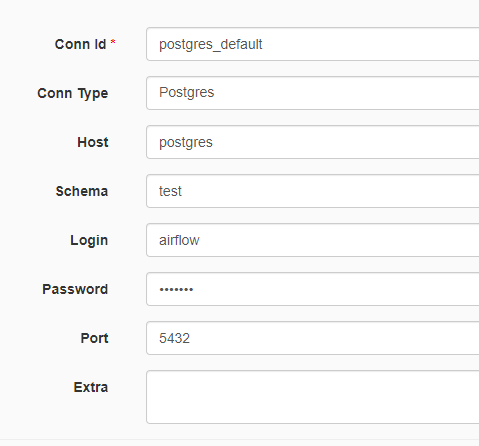 Conn Id * postgres_default
Conn Type Postgres
Host postgres
Schema test
Login airflow
Password •••••••
Port 5432
Extra